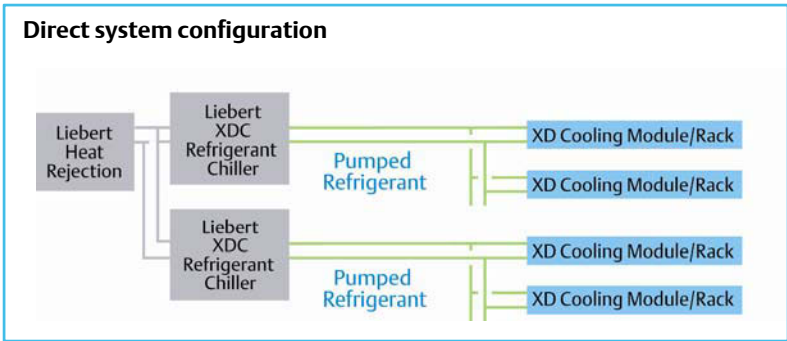 Direct system configuration
Liebert
Heat
Rejection
Liebert
XDC
Refrigerant
Chiller
Pumped
Refrigerant
XD Cooling Module/Rack
XD Cooling Module/Rack
Liebert
XDC
Refrigerant
Chiller
Pumped
Refrigerant
XD Cooling Module/Rack
XD Cooling Module/Rack